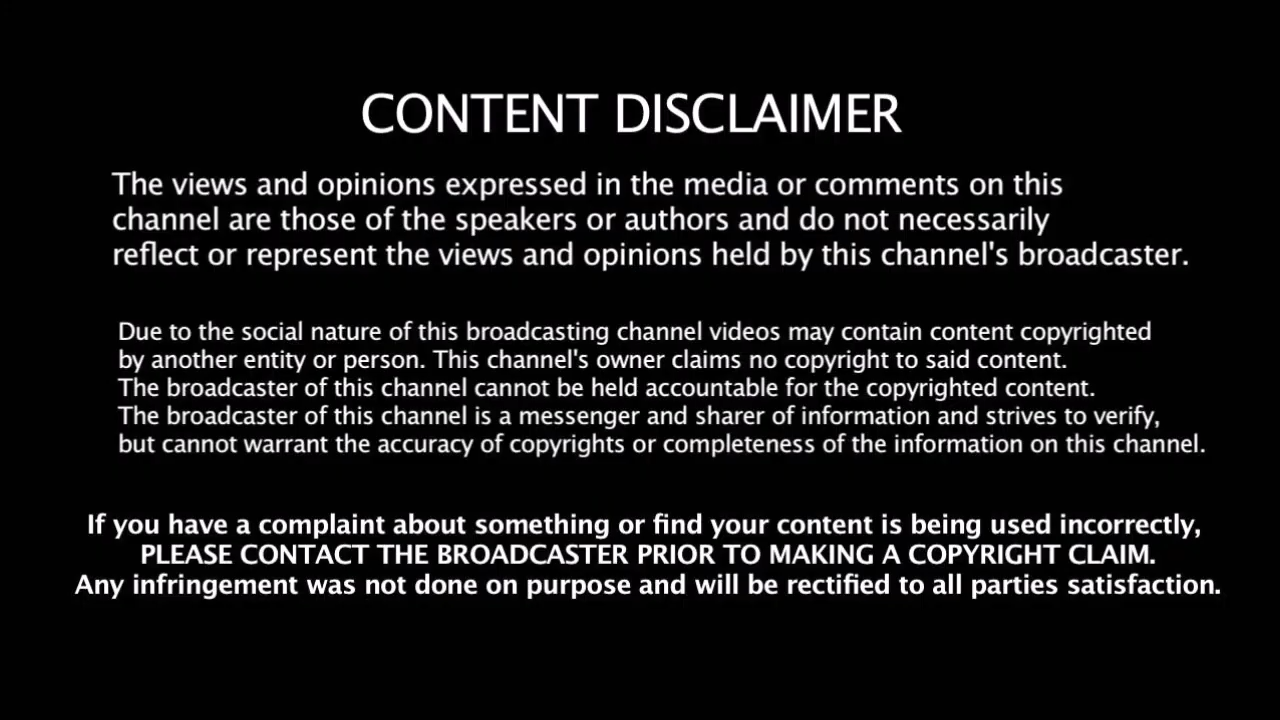 CONTENT DISCLAIMER
The views and opinions expressed in the media or comments on this
channel are those of the speakers or authors and do not necessarily
reflect or represent the views and opinions held by this channel's broadcaster.
Due to the social nature of this broadcasting channel videos may contain content copyrighted
by another entity or person. This channel's owner claims no copyright to said content.
The broadcaster of this channel cannot be held accountable for the copyrighted content.
The broadcaster of this channel is a messenger and sharer of information and strives to verify,
but cannot warrant the accuracy of copyrights or completeness of the information on this channel.
If you have a complaint about something or find your content is being used incorrectly,
PLEASE CONTACT THE BROADCASTER PRIOR TO MAKING A COPYRIGHT CLAIM.
Any infringement was not done on purpose and will be rectified to all parties satisfaction.